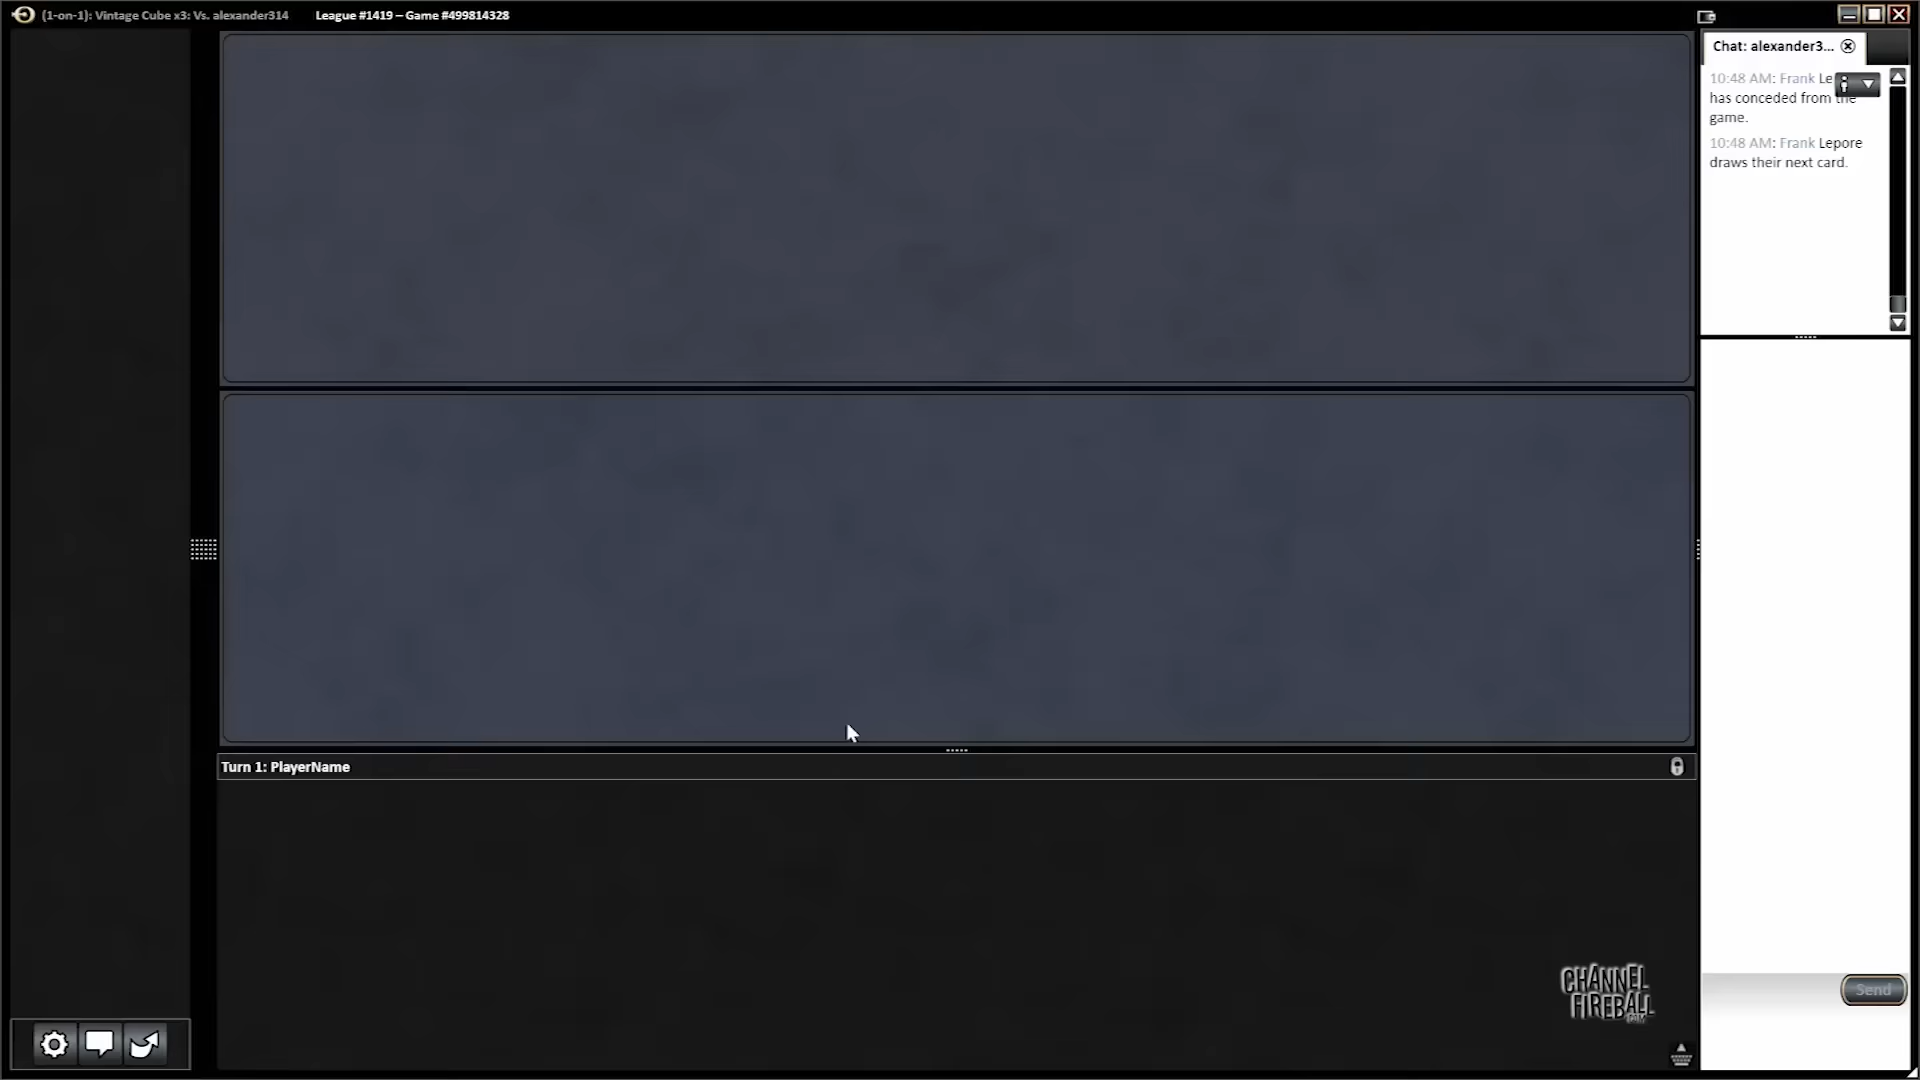 (1-on-1): Vintage Cube x3: Vs. alexander314 League #1419 – Game #499814328
Chat: alexander3...
10:48 AM: Frank Le
has conceded from the
game.
10:48 AM: Frank Lepore
draws their next card.
Turn 1: PlayerName
CHANNEL
FIREBALL
.COM
Send